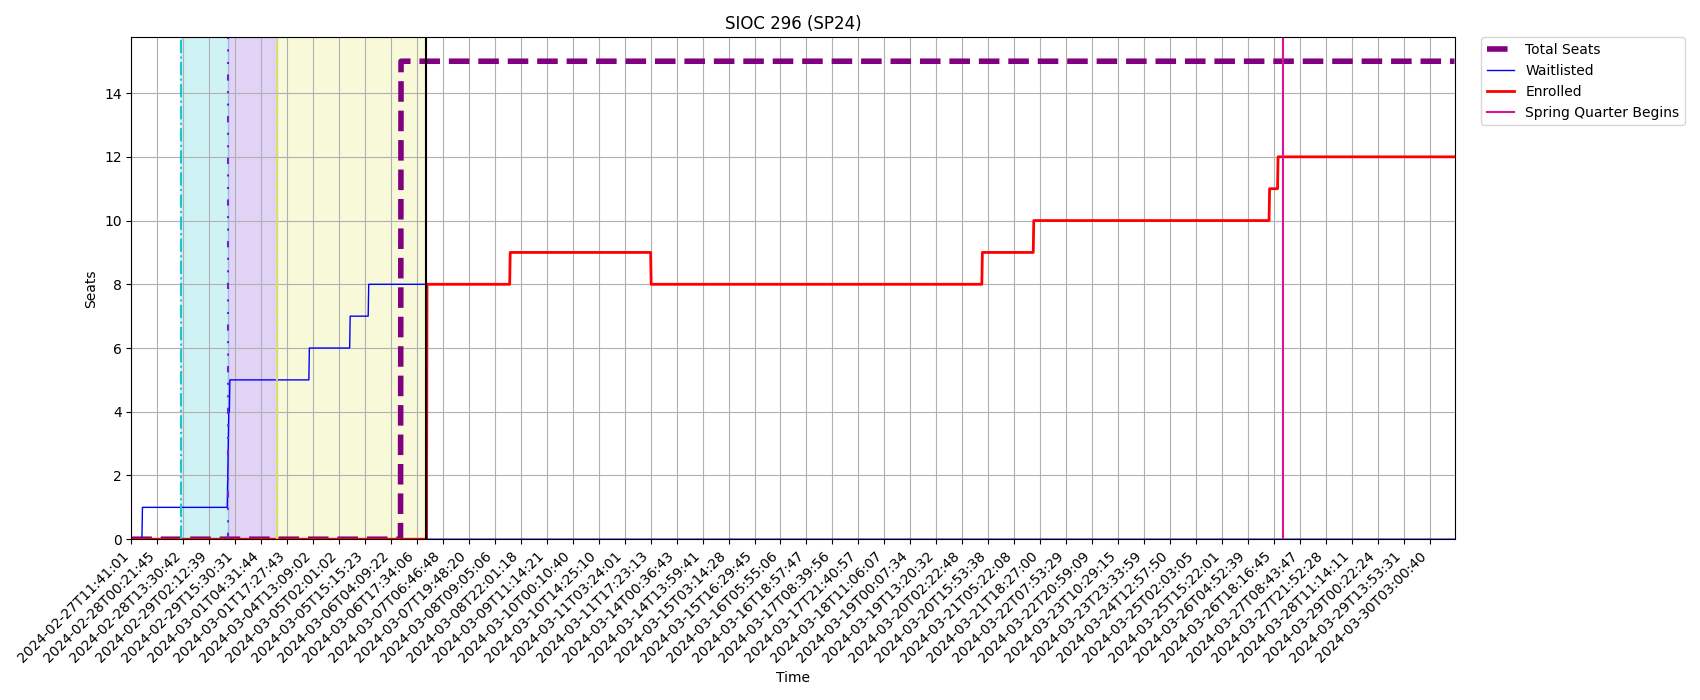 SIOC 296 (SP24)
Total Seats
Waitlisted
Enrolled
Spring Quarter Begins
Seats
14
12
10
8
6
4
2
0
2024-02-27T11:41:01
2024-02-28T00:21:45
2024-02-28T13:30:42
2024-02-29T02:12:39
2024-02-29T15:30:31
2024-03-01T04:31:44
2024-03-01T17:27:43
2024-03-04T13:09:02
2024-03-05T02:01:02
2024-03-05T15:15:23
2024-03-06T04:09:22
2024-03-06T17:34:06
2024-03-07T06:46:48
2024-03-07T19:48:20
2024-03-08T09:05:06
2024-03-08T22:01:18
2024-03-09T11:14:21
2024-03-10T00:10:40
2024-03-10T14:25:10
2024-03-11T03:24:01
2024-03-11T17:23:13
2024-03-14T00:36:43
2024-03-14T13:59:41
2024-03-15T03:14:28
2024-03-15T16:29:45
2024-03-16T05:55:06
2024-03-16T18:57:47
2024-03-17T08:39:56
2024-03-17T21:40:57
2024-03-18T11:06:07
2024-03-19T00:07:34
2024-03-19T13:20:32
2024-03-20T02:22:48
2024-03-20T15:53:38
2024-03-21T05:22:08
2024-03-21T18:27:00
2024-03-22T07:53:29
2024-03-22T20:59:09
2024-03-23T10:29:15
2024-03-23T23:33:59
2024-03-24T12:57:50
2024-03-25T02:03:05
2024-03-25T15:22:01
2024-03-26T04:52:39
2024-03-26T18:16:45
2024-03-27T08:43:47
2024-03-27T21:52:28
2024-03-28T11:14:11
2024-03-29T00:22:24
2024-03-29T13:53:31
2024-03-30T03:00:40
Time